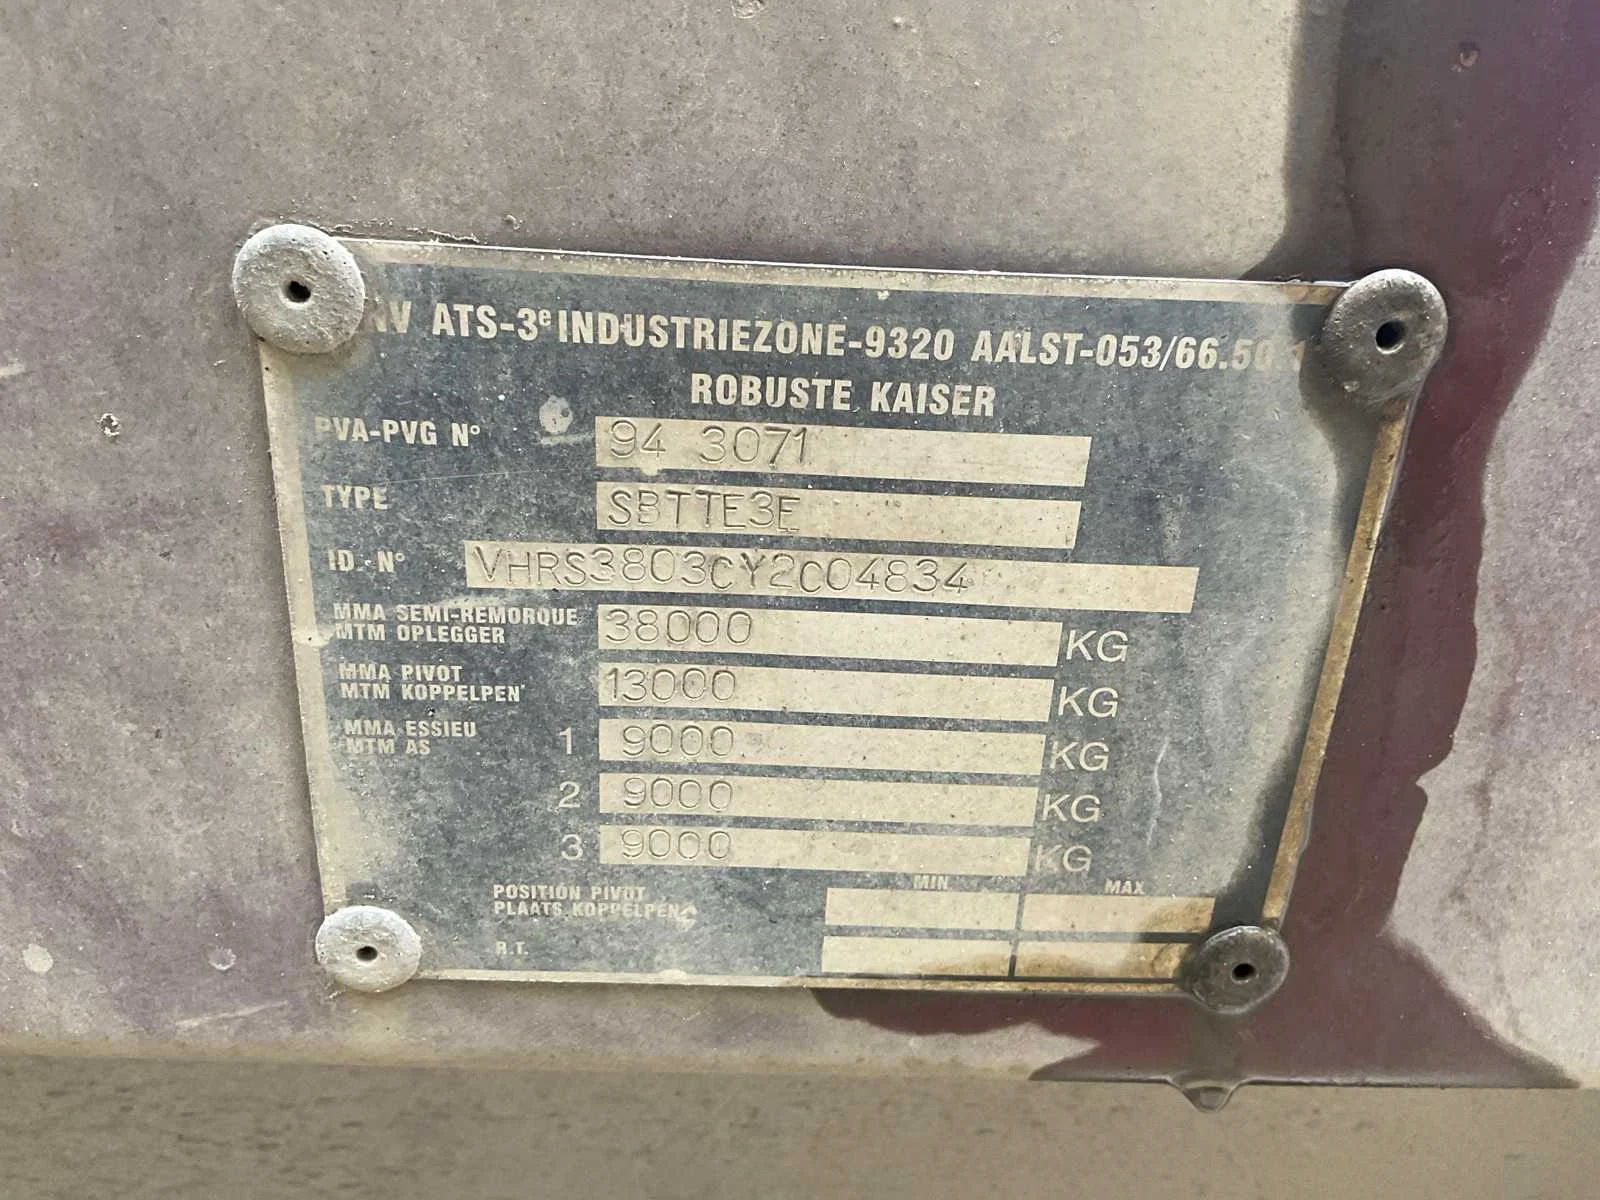 NV ATS-3e INDUSTRIEZONE-9320 AALST-053/66.50.1
ROBUSTE KAISER
PVA-PVG N° 94 3071
TYPE SBTTE3E
ID. N° VHRS3803CY2C04834
MMA SEMI-REMORQUE
MTM OPLEGGER 38000 KG
MMA PIVOT
MTM KOPPELPEN 13000 KG
MMA ESSIEU
MTM AS 1 9000 KG
2 9000 KG
3 9000 KG
MIN MAX
POSITION PIVOT
PLAATS KOPPELPEN
R.T.